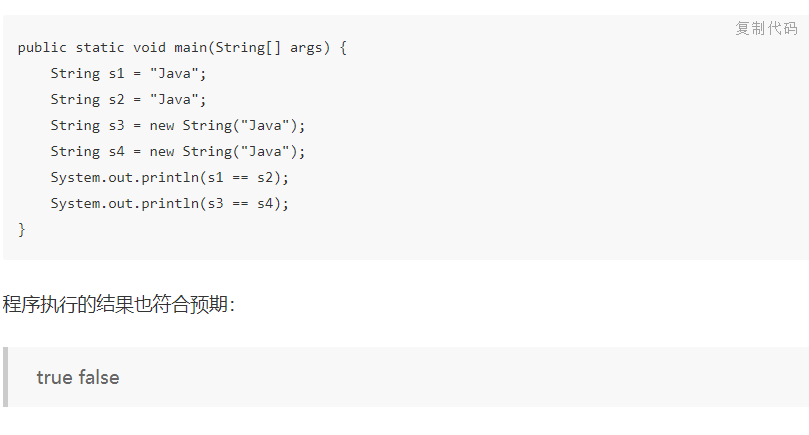 复制代码
public static void main(String[] args) {
    String s1 = "Java";
    String s2 = "Java";
    String s3 = new String("Java");
    String s4 = new String("Java");
    System.out.println(s1 == s2);
    System.out.println(s3 == s4);
}
程序执行的结果也符合预期：
true false